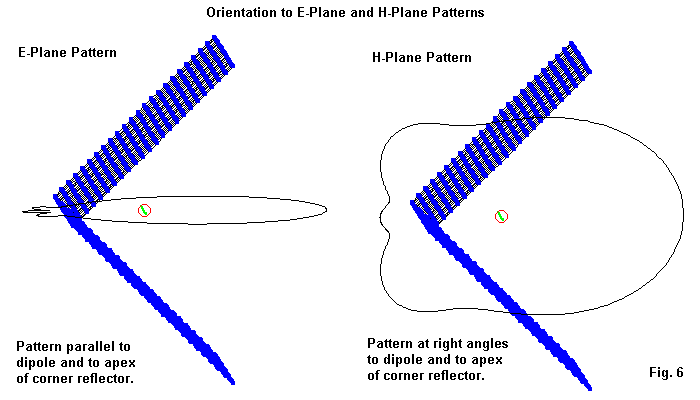 Orientation to E-Plane and H-Plane Patterns
E-Plane Pattern
H-Plane Pattern
Pattern parallel to
dipole and to apex
of corner reflector.
Pattern at right angles
to dipole and to apex
of corner reflector.
Fig. 6